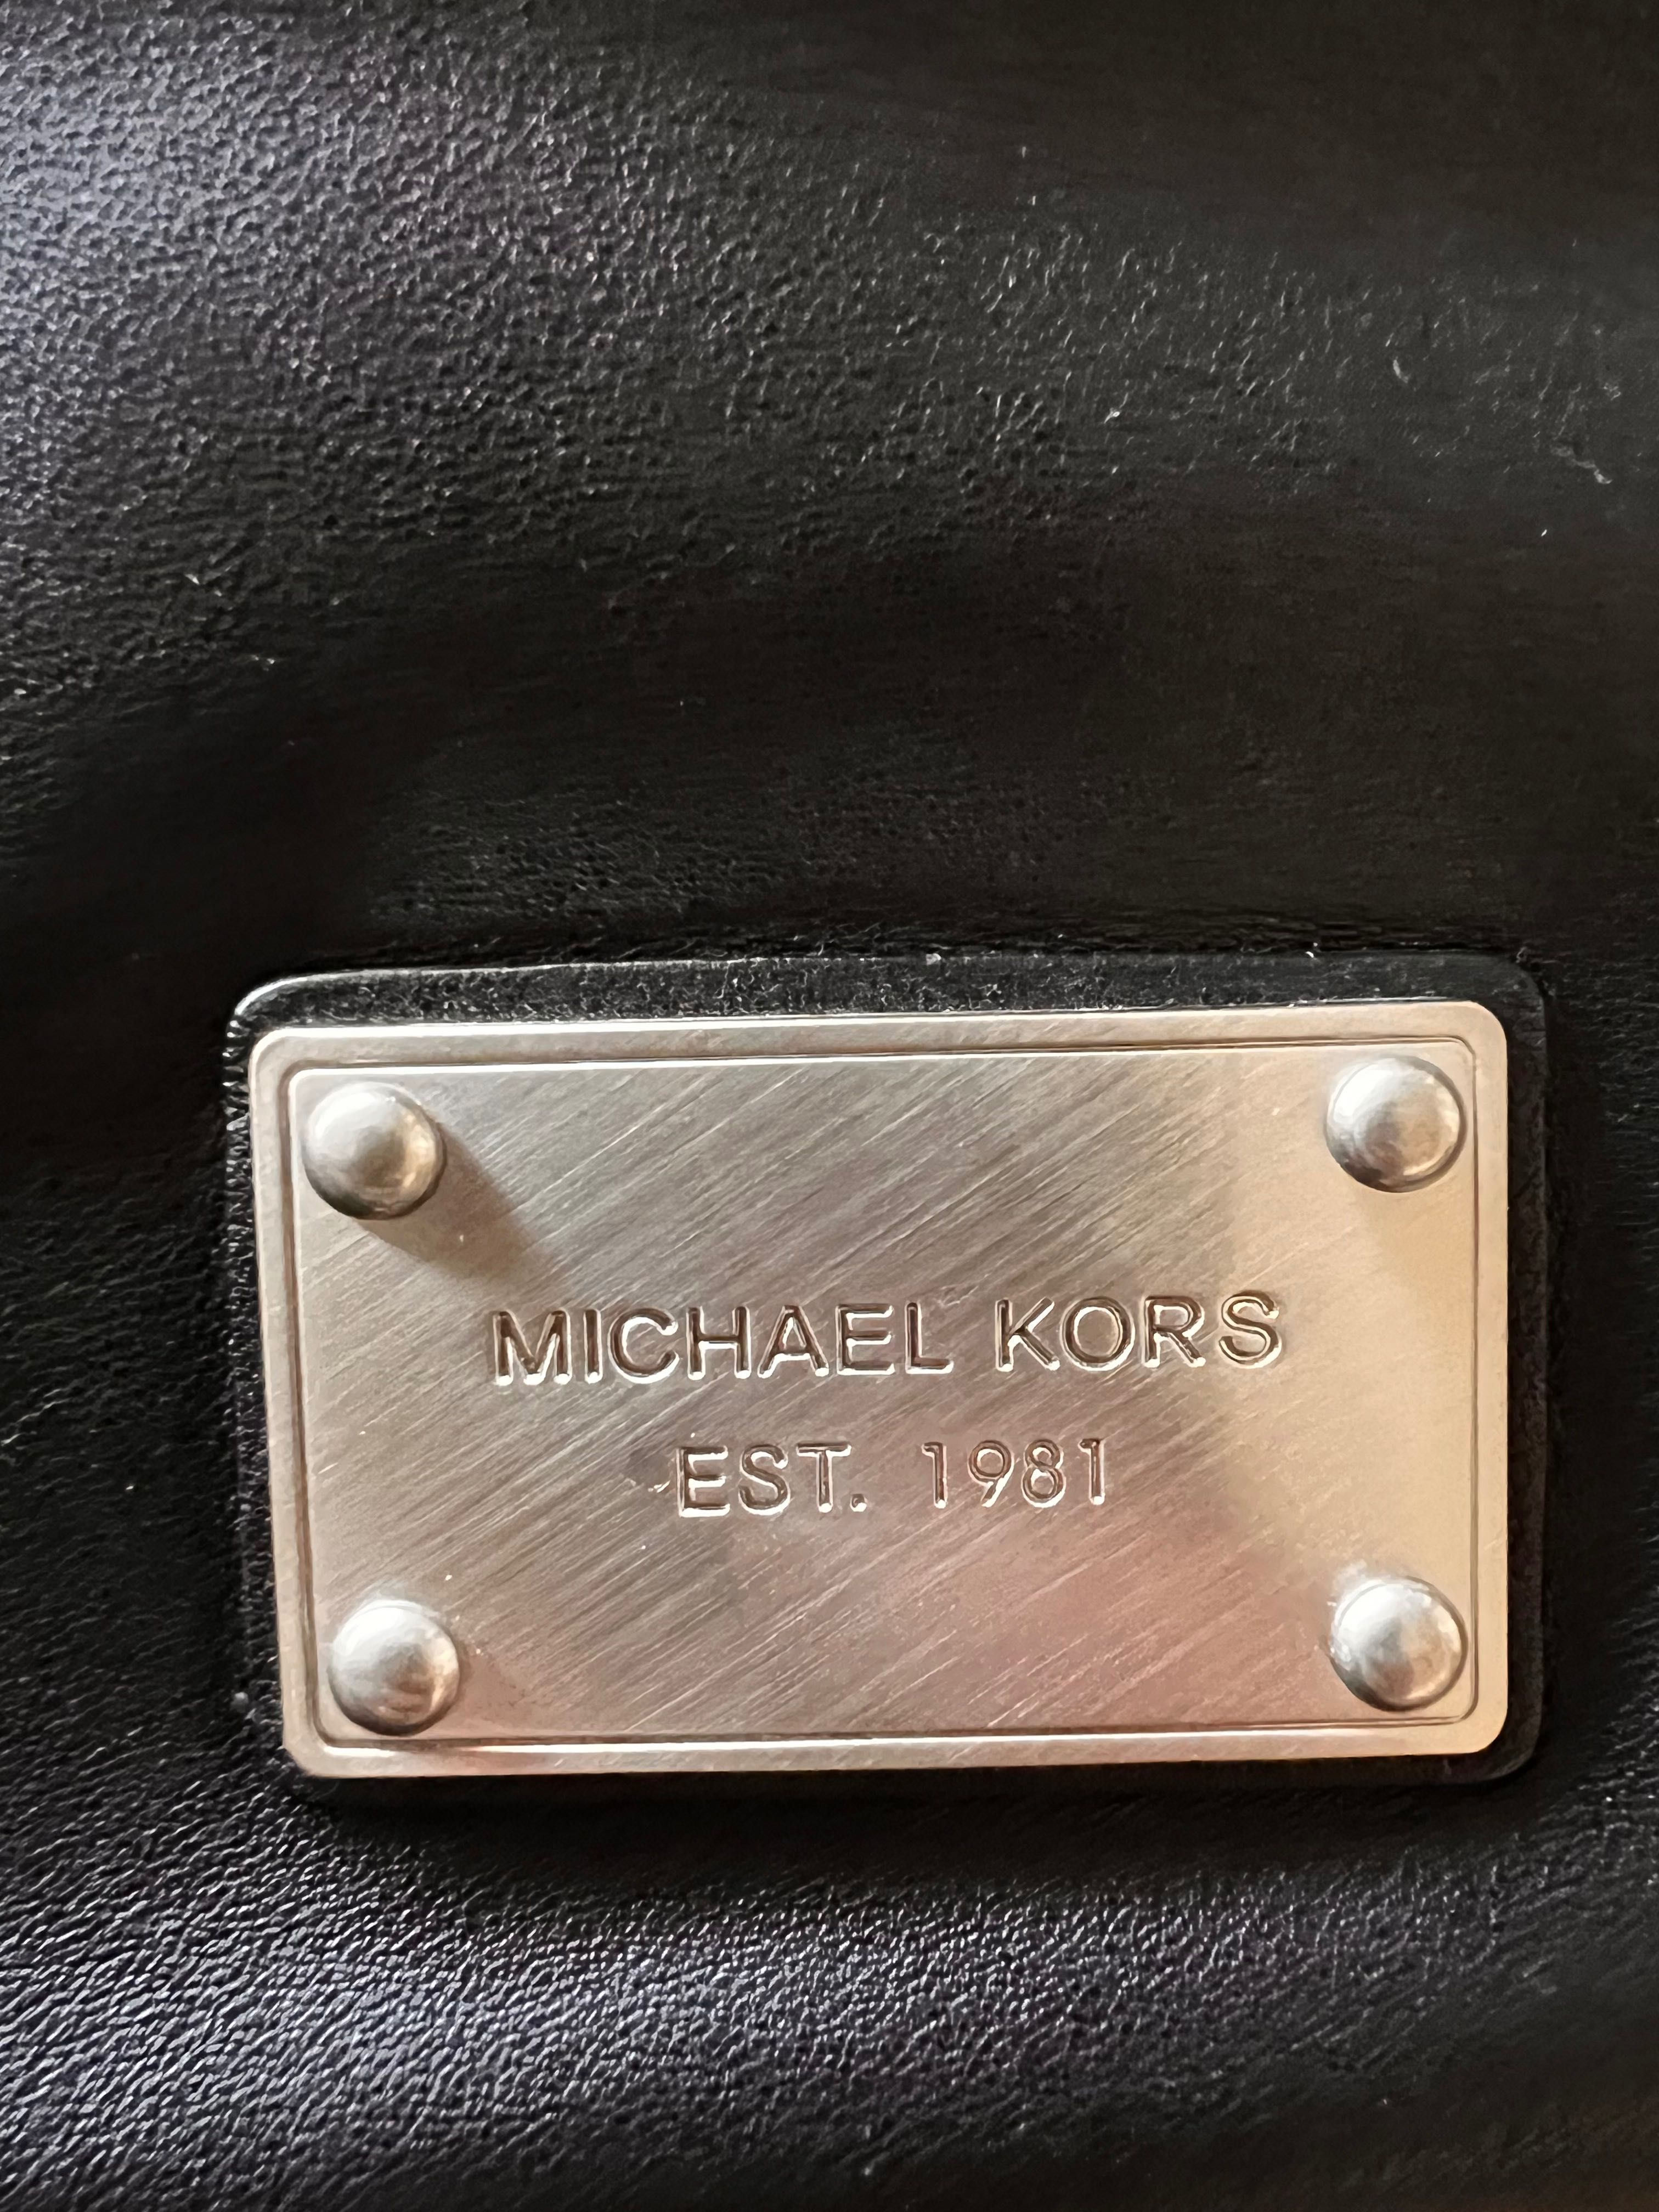 MICHAEL KORS
EST. 1981